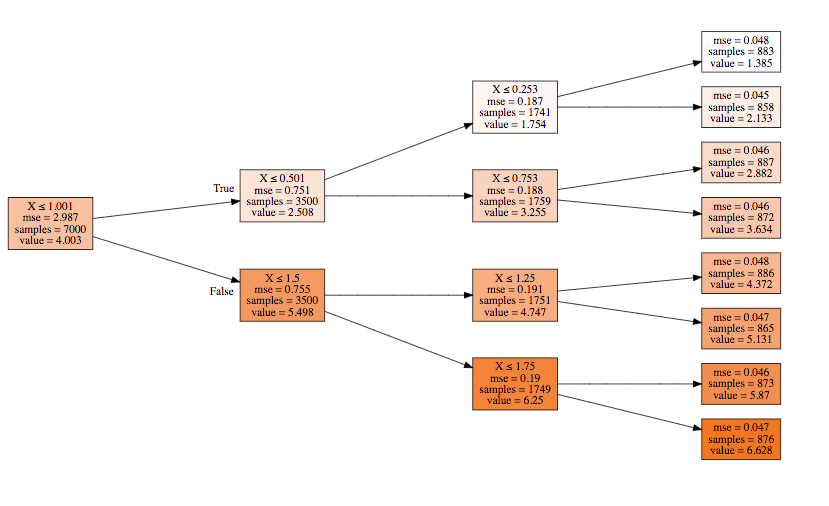 X ≤ 1.001
mse = 2.987
samples = 7000
value = 4.003
True
False
X ≤ 0.501
mse = 0.751
samples = 3500
value = 2.508
X ≤ 1.5
mse = 0.755
samples = 3500
value = 5.498
X ≤ 0.253
mse = 0.187
samples = 1741
value = 1.754
X ≤ 0.753
mse = 0.188
samples = 1759
value = 3.255
X ≤ 1.25
mse = 0.191
samples = 1751
value = 4.747
X ≤ 1.75
mse = 0.19
samples = 1749
value = 6.25
mse = 0.048
samples = 883
value = 1.385
mse = 0.045
samples = 858
value = 2.133
mse = 0.046
samples = 887
value = 2.882
mse = 0.046
samples = 872
value = 3.634
mse = 0.048
samples = 886
value = 4.372
mse = 0.047
samples = 865
value = 5.131
mse = 0.046
samples = 873
value = 5.87
mse = 0.047
samples = 876
value = 6.628